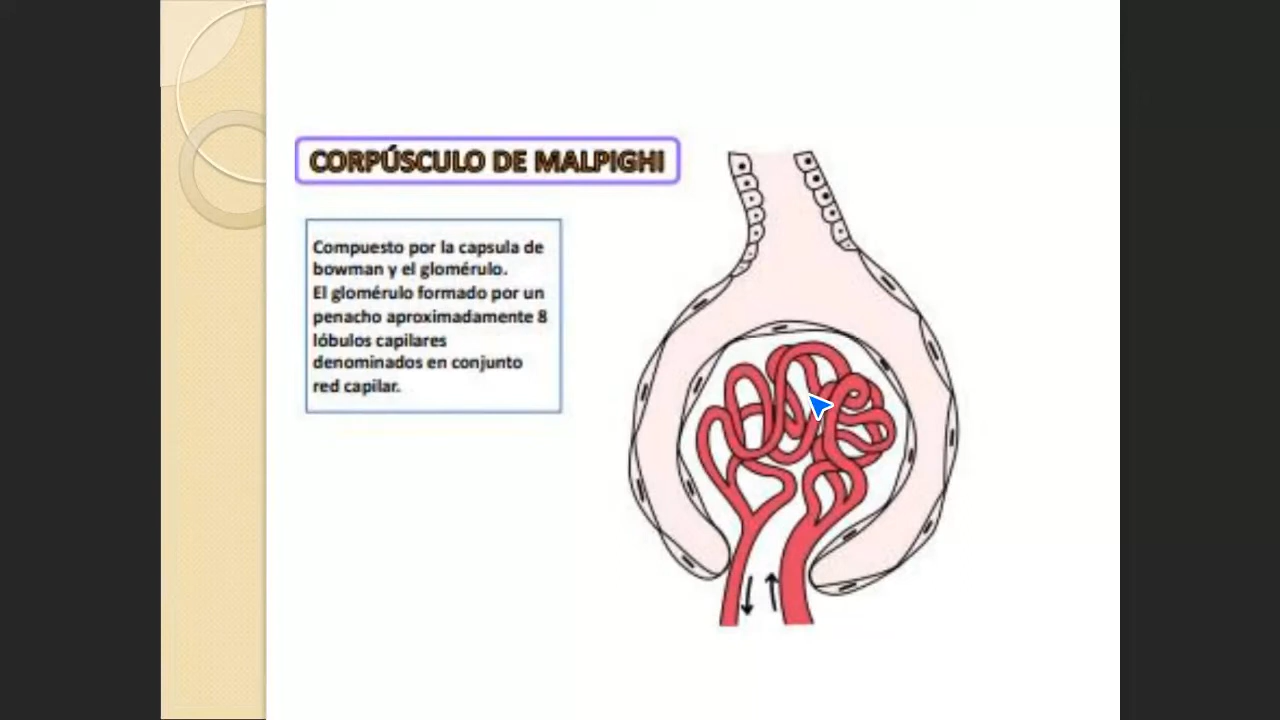 CORPÚSCULO DE MALPIGHI
Compuesto por la capsula de
bowman y el glomérulo.
El glomérulo formado por un
penacho aproximadamente 8
lóbulos capilares
denominados en conjunto
red capilar.